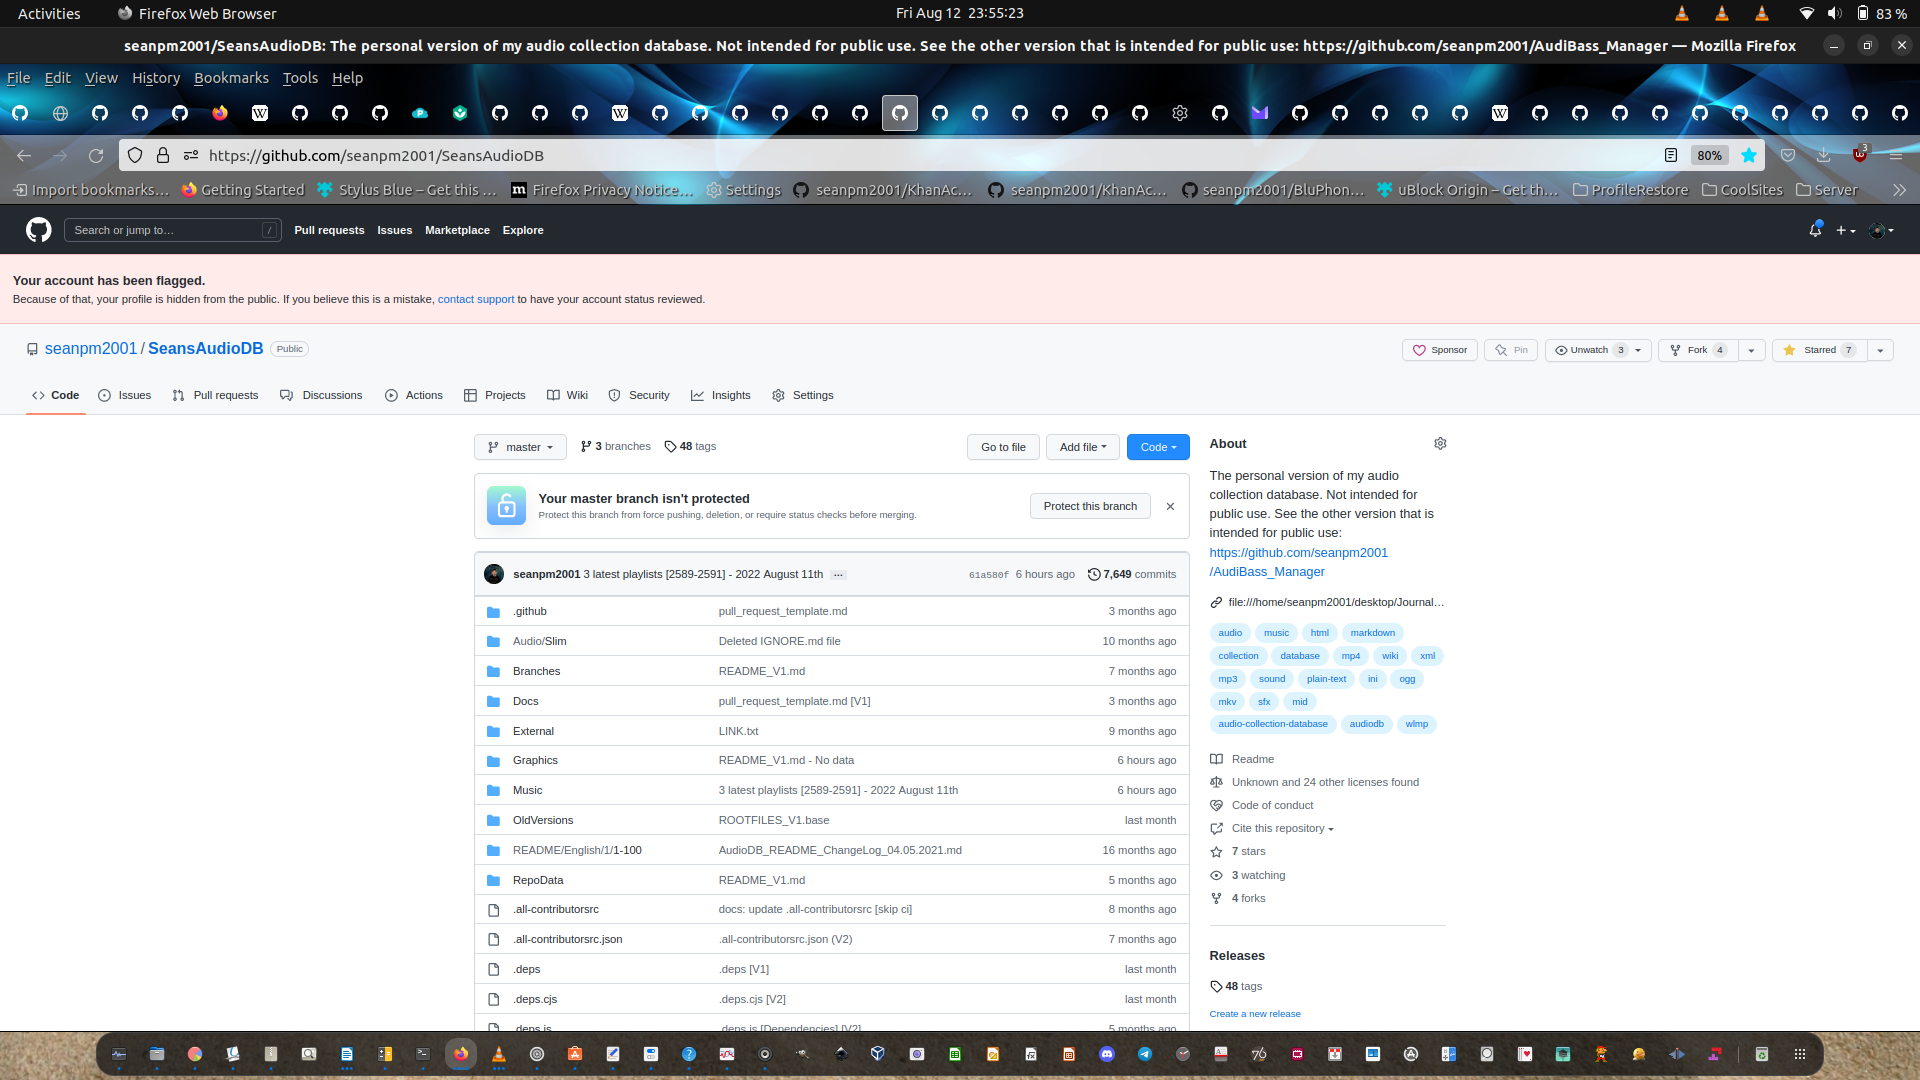 Activities Firefox Web Browser Fri Aug 12 23:55:23 83 %
seanpm2001/SeansAudioDB: The personal version of my audio collection database. Not intended for public use. See the other version that is intended for public use: https://github.com/seanpm2001/AudiBass_Manager — Mozilla Firefox
File Edit View History Bookmarks Tools Help
https://github.com/seanpm2001/SeansAudioDB 80% 3
Import bookmarks… Getting Started Stylus Blue – Get this … Firefox Privacy Notice… Settings seanpm2001/KhanAc… seanpm2001/KhanAc… seanpm2001/BluPhon… uBlock Origin – Get th… ProfileRestore CoolSites Server
Search or jump to… / Pull requests Issues Marketplace Explore
Your account has been flagged.
Because of that, your profile is hidden from the public. If you believe this is a mistake, contact support to have your account status reviewed.
seanpm2001 / SeansAudioDB Public Sponsor Pin Unwatch 3 Fork 4 Starred 7
Code Issues Pull requests Discussions Actions Projects Wiki Security Insights Settings
master 3 branches 48 tags Go to file Add file Code
Your master branch isn't protected
Protect this branch from force pushing, deletion, or require status checks before merging.
Protect this branch
seanpm2001 3 latest playlists [2589-2591] - 2022 August 11th … 61a580f 6 hours ago 7,649 commits
.github pull_request_template.md 3 months ago
Audio/Slim Deleted IGNORE.md file 10 months ago
Branches README_V1.md 7 months ago
Docs pull_request_template.md [V1] 3 months ago
External LINK.txt 9 months ago
Graphics README_V1.md - No data 6 hours ago
Music 3 latest playlists [2589-2591] - 2022 August 11th 6 hours ago
OldVersions ROOTFILES_V1.base last month
README/English/1/1-100 AudioDB_README_ChangeLog_04.05.2021.md 16 months ago
RepoData README_V1.md 5 months ago
.all-contributorsrc docs: update .all-contributorsrc [skip ci] 8 months ago
.all-contributorsrc.json .all-contributorsrc.json (V2) 7 months ago
.deps .deps [V1] last month
.deps.cjs .deps.cjs [V2] last month
.deps.js .deps.js [Dependencies] [V2] 5 months ago
About
The personal version of my audio
collection database. Not intended for
public use. See the other version that is
intended for public use:
https://github.com/seanpm2001
/AudiBass_Manager
file:///home/seanpm2001/desktop/Journal…
audio music html markdown
collection database mp4 wiki xml
mp3 sound plain-text ini ogg
mkv sfx mid
audio-collection-database audiodb wlmp
Readme
Unknown and 24 other licenses found
Code of conduct
Cite this repository
7 stars
3 watching
4 forks
Releases
48 tags
Create a new release